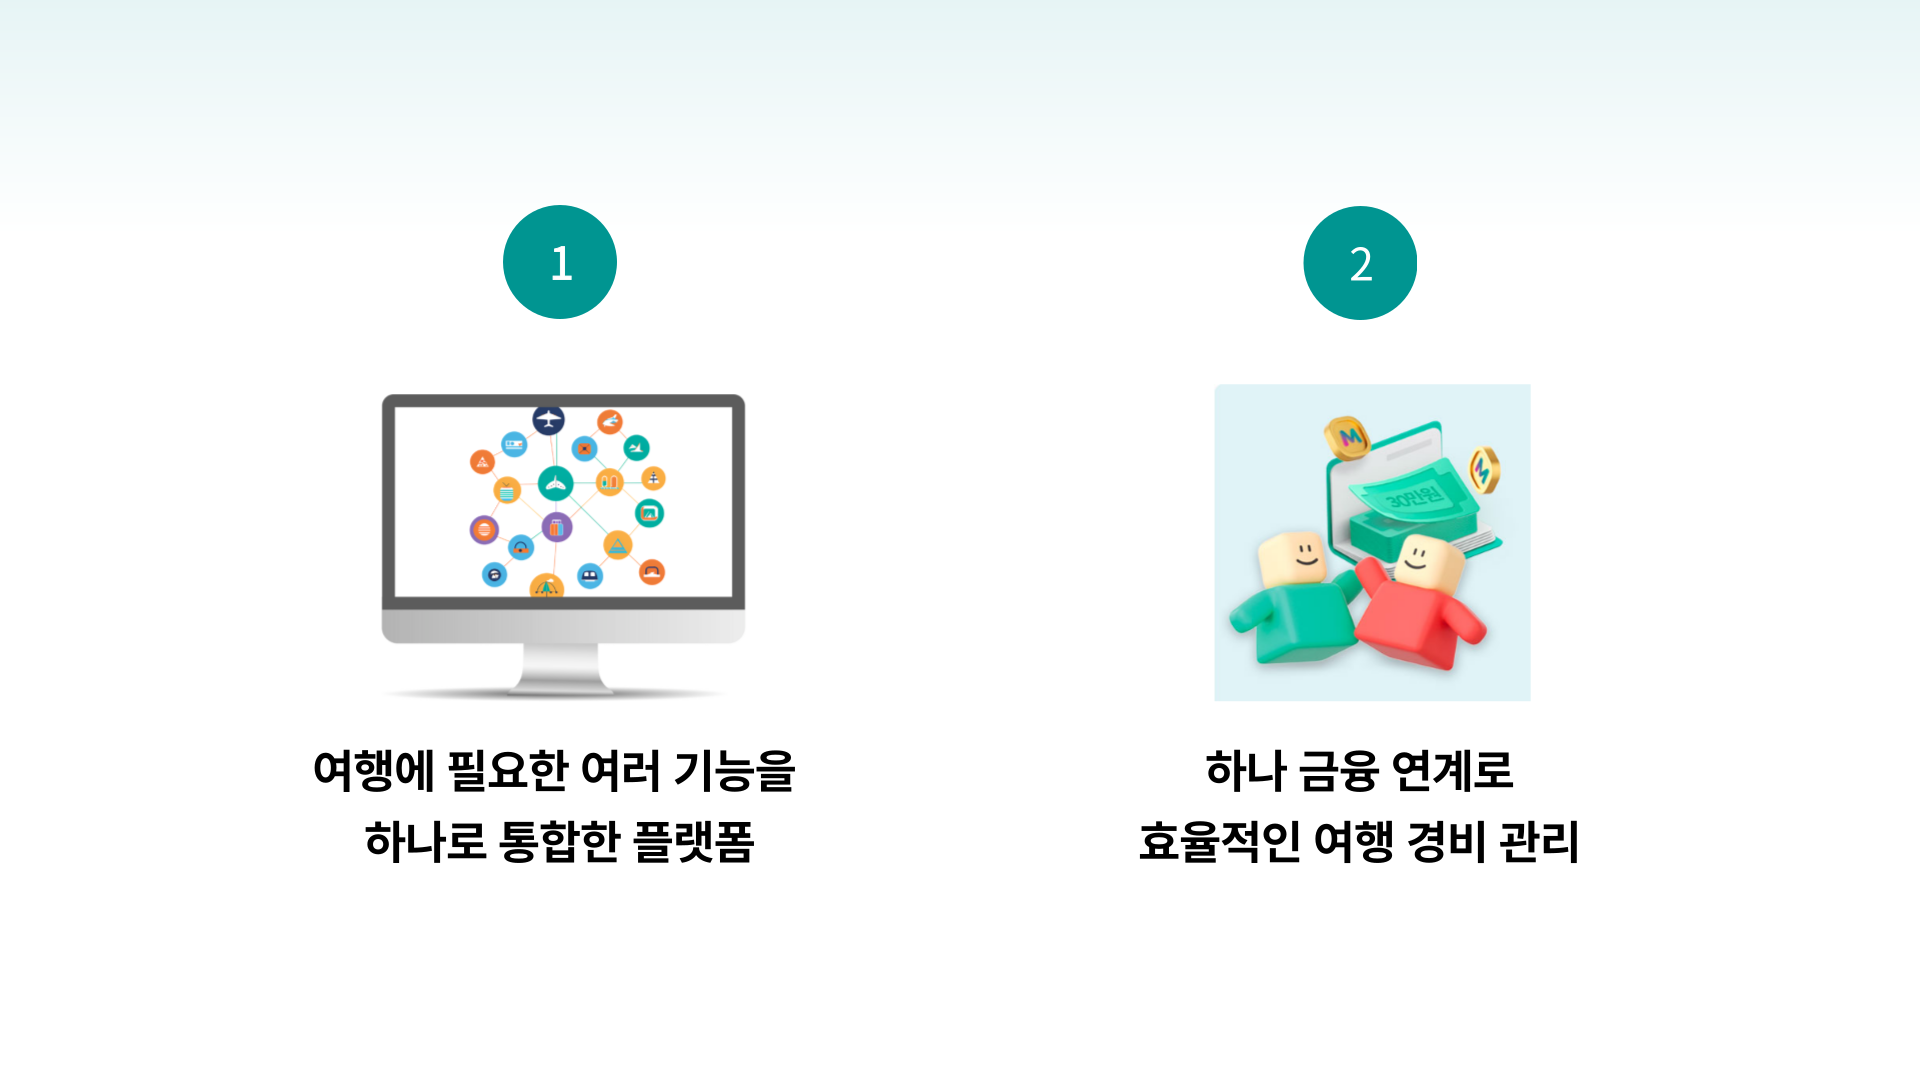 1
여행에 필요한 여러 기능을
하나로 통합한 플랫폼
2
M
M
30만원
하나 금융 연계로
효율적인 여행 경비 관리